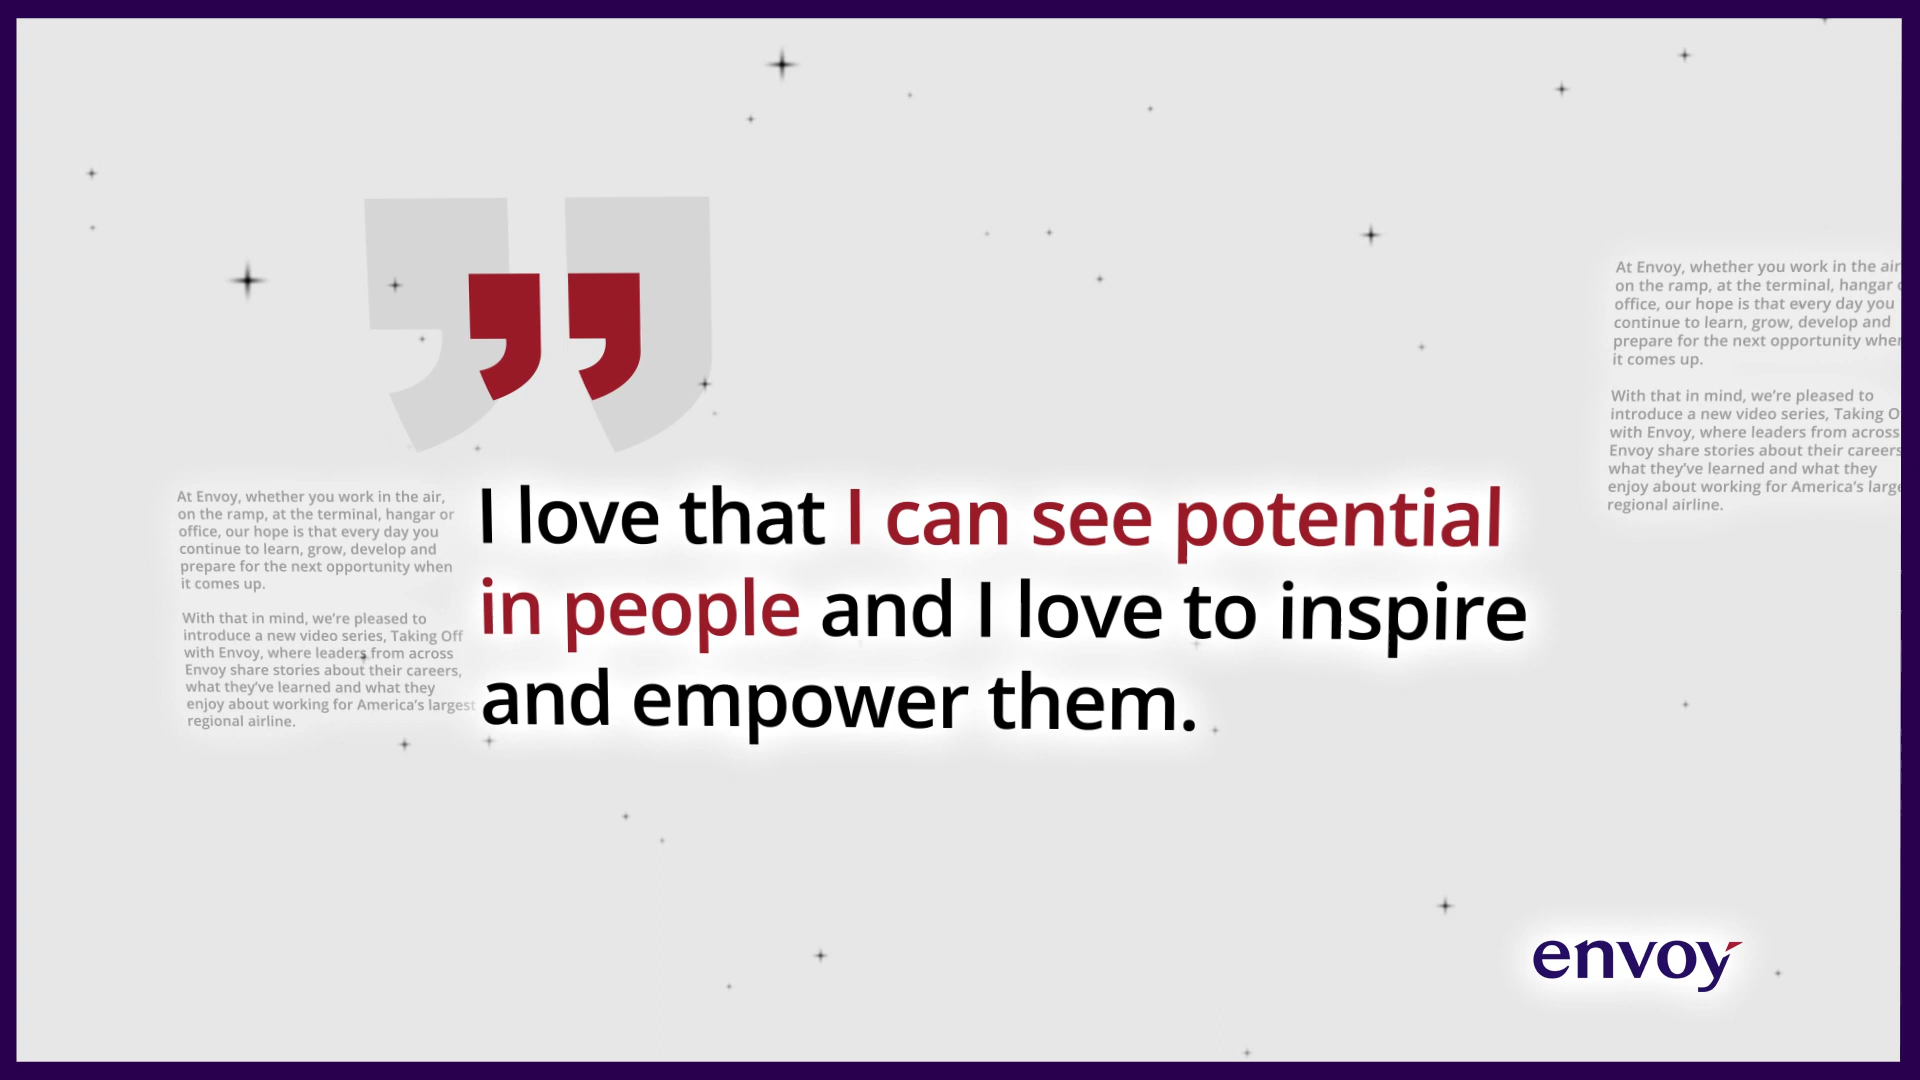 At Envoy, whether you work in the air,
on the ramp, at the terminal, hangar or
office, our hope is that every day you
continue to learn, grow, develop and
prepare for the next opportunity when
it comes up.
With that in mind, we’re pleased to
introduce a new video series, Taking Off
with Envoy, where leaders from across
Envoy share stories about their careers,
what they’ve learned and what they
enjoy about working for America’s largest
regional airline.
I love that I can see potential
in people and I love to inspire
and empower them.
At Envoy, whether you work in the air
on the ramp, at the terminal, hangar
office, our hope is that every day you
continue to learn, grow, develop and
prepare for the next opportunity when
it comes up.
With that in mind, we’re pleased to
introduce a new video series, Taking
with Envoy, where leaders from across
Envoy share stories about their careers
what they’ve learned and what they
enjoy about working for America’s
regional airline.
envoy